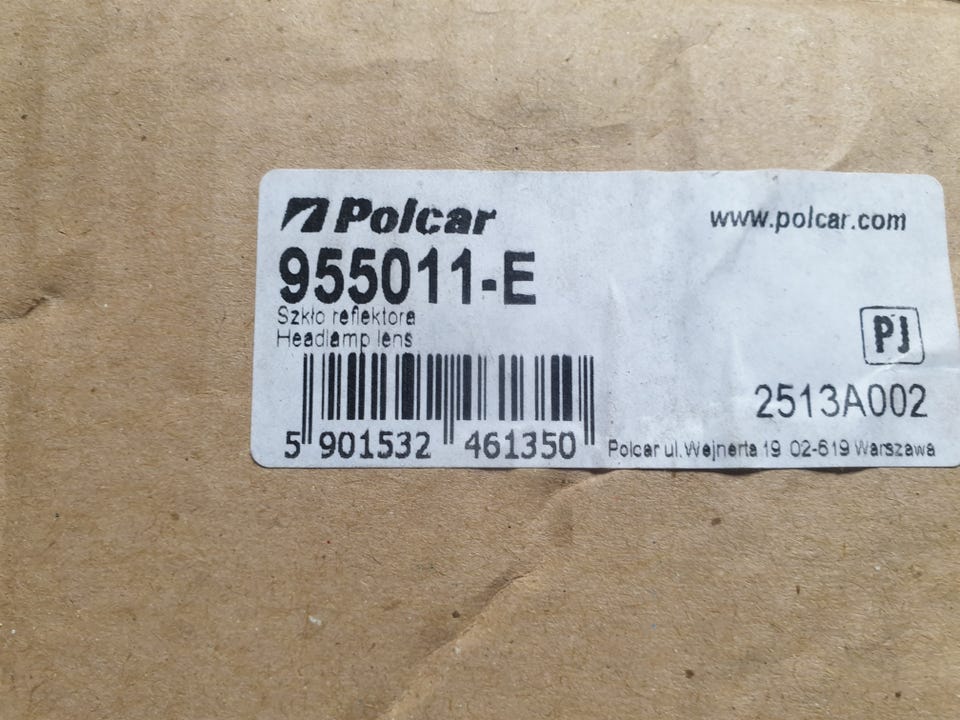 Polcar
www.polcar.com
955011-E
Szkło reflektora
Headlamp lens
PJ
2513A002
5 901532 461350
Polcar ul. Wejnerta 19 02-619 Warszawa